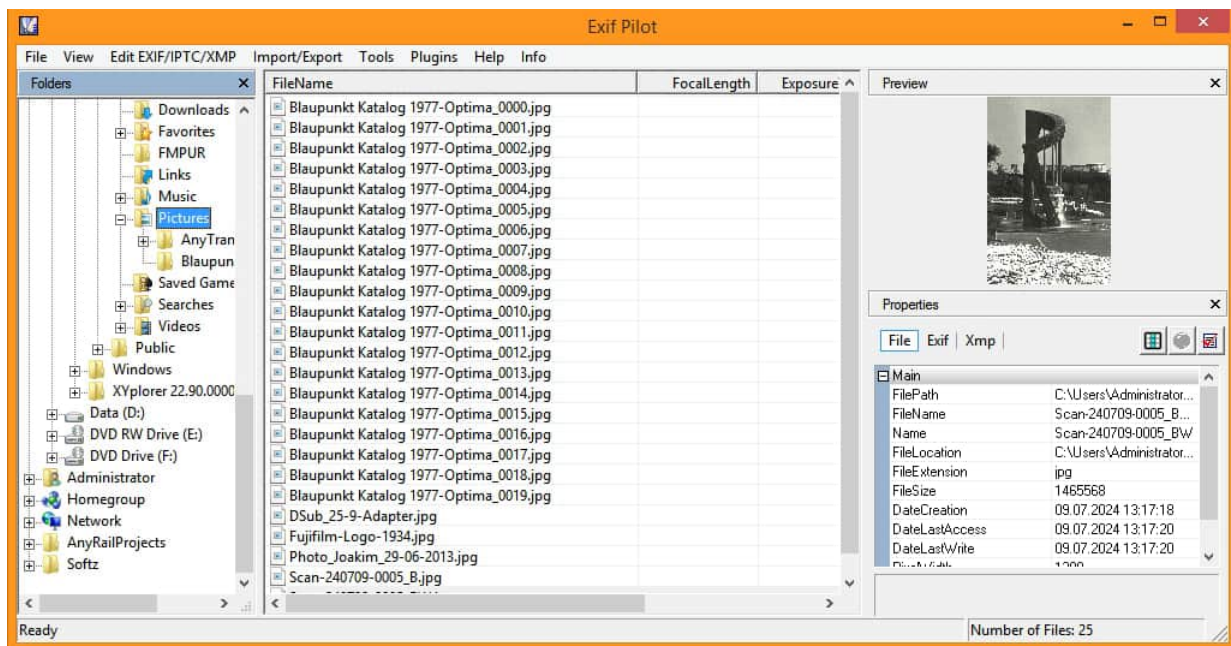 Exif Pilot
File View Edit EXIF/IPTC/XMP Import/Export Tools Plugins Help Info
Folders
Downloads
Favorites
FMPUR
Links
Music
Pictures
AnyTran
Blaupun
Saved Game
Searches
Videos
Public
Windows
XYplorer 22.90.0000
Data (D:)
DVD RW Drive (E:)
DVD Drive (F:)
Administrator
Homegroup
Network
AnyRailProjects
Softz
FileName FocalLength Exposure
Blaupunkt Katalog 1977-Optima_0000.jpg
Blaupunkt Katalog 1977-Optima_0001.jpg
Blaupunkt Katalog 1977-Optima_0002.jpg
Blaupunkt Katalog 1977-Optima_0003.jpg
Blaupunkt Katalog 1977-Optima_0004.jpg
Blaupunkt Katalog 1977-Optima_0005.jpg
Blaupunkt Katalog 1977-Optima_0006.jpg
Blaupunkt Katalog 1977-Optima_0007.jpg
Blaupunkt Katalog 1977-Optima_0008.jpg
Blaupunkt Katalog 1977-Optima_0009.jpg
Blaupunkt Katalog 1977-Optima_0010.jpg
Blaupunkt Katalog 1977-Optima_0011.jpg
Blaupunkt Katalog 1977-Optima_0012.jpg
Blaupunkt Katalog 1977-Optima_0013.jpg
Blaupunkt Katalog 1977-Optima_0014.jpg
Blaupunkt Katalog 1977-Optima_0015.jpg
Blaupunkt Katalog 1977-Optima_0016.jpg
Blaupunkt Katalog 1977-Optima_0017.jpg
Blaupunkt Katalog 1977-Optima_0018.jpg
Blaupunkt Katalog 1977-Optima_0019.jpg
DSub_25-9-Adapter.jpg
Fujifilm-Logo-1934.jpg
Photo_Joakim_29-06-2013.jpg
Scan-240709-0005_B.jpg
Preview
Properties
File Exif Xmp
Main
FilePath C:\Users\Administrator...
FileName Scan-240709-0005_B...
Name Scan-240709-0005_BW
FileLocation C:\Users\Administrator...
FileExtension jpg
FileSize 1465568
DateCreation 09.07.2024 13:17:18
DateLastAccess 09.07.2024 13:17:20
DateLastWrite 09.07.2024 13:17:20
Ready
Number of Files: 25